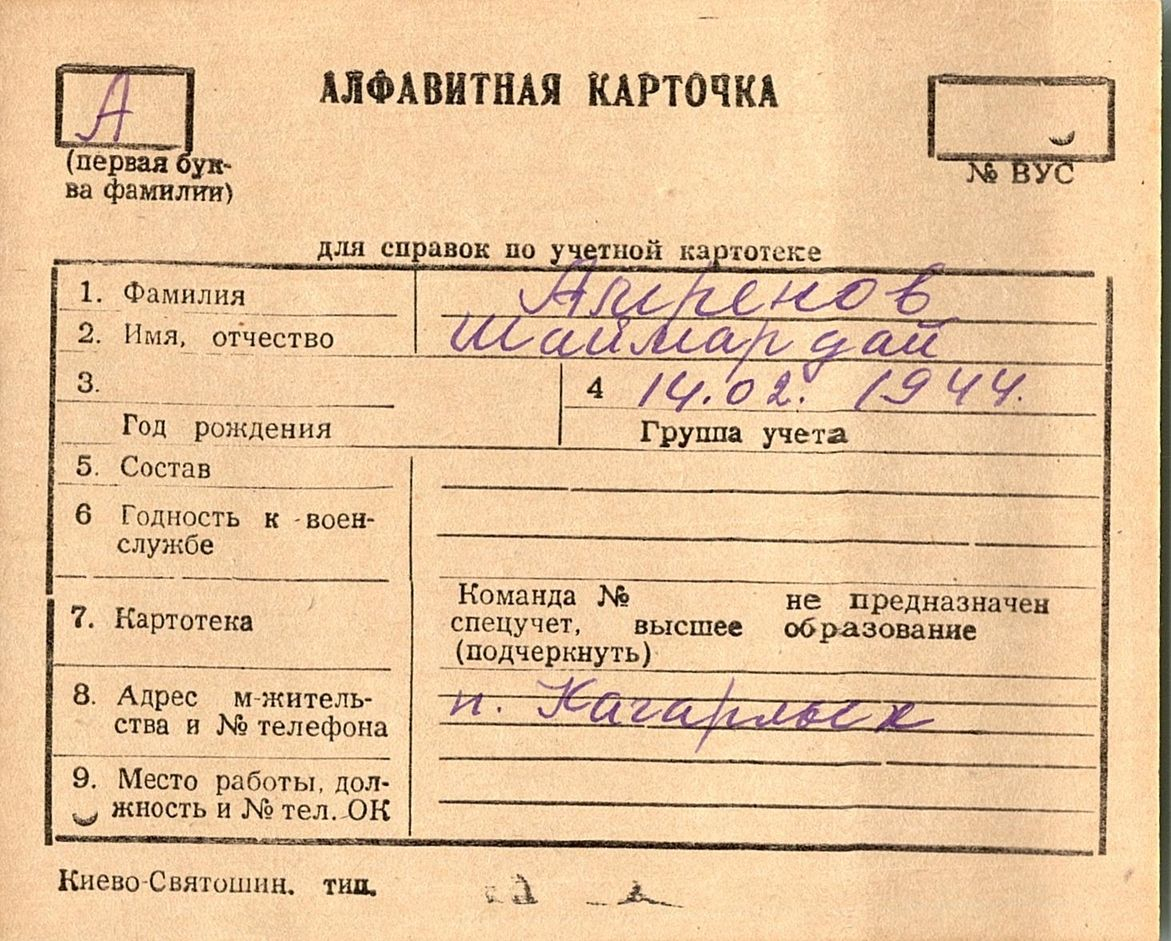 А
АЛФАВИТНАЯ КАРТОЧКА
(первая бук-
ва фамилии)
№ ВУС
для справок по учетной картотеке
1. Фамилия
2. Имя, отчество Шаймардай
3.
4 14.02. 1944.
Год рождения
Группа учета
5. Состав
6 Годность к воен-
службе
7. Картотека
Команда № не предназначен
спецучет, высшее образование
(подчеркнуть)
8. Адрес м-житель-
ства и № телефона
п. Кагарлык
9. Место работы, дол-
жность и № тел. ОК
Киево-Святошин. тип.